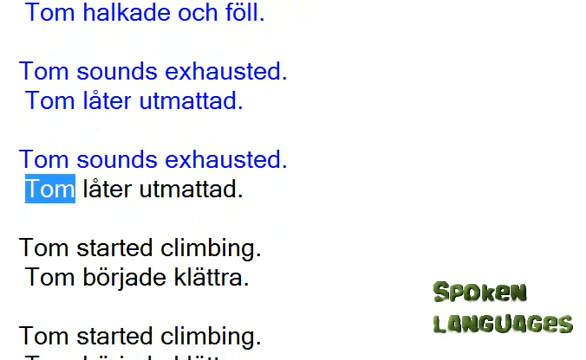 Tom halkade och föll.
Tom sounds exhausted.
Tom låter utmattad.
Tom sounds exhausted.
Tom låter utmattad.
Tom started climbing.
Tom började klättra.
Tom started climbing.
Spoken
Languages